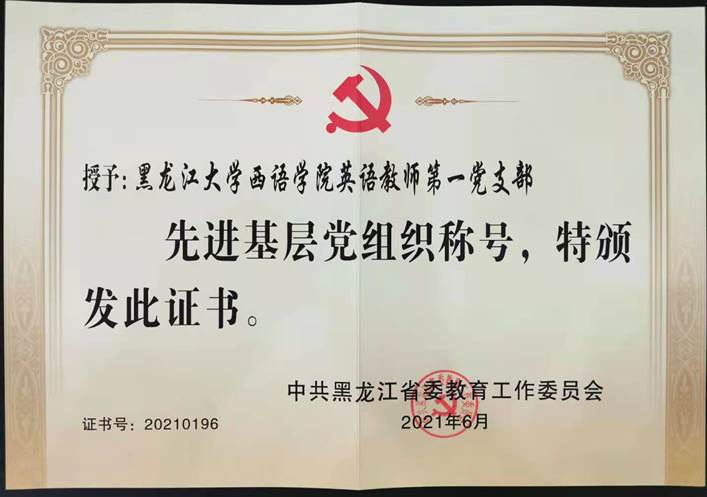 授予：黑龙江大学西语学院英语教师第一党支部
先进基层党组织称号，特颁
发此证书。
中共黑龙江省委教育工作委员会
证书号：20210196
2021年6月